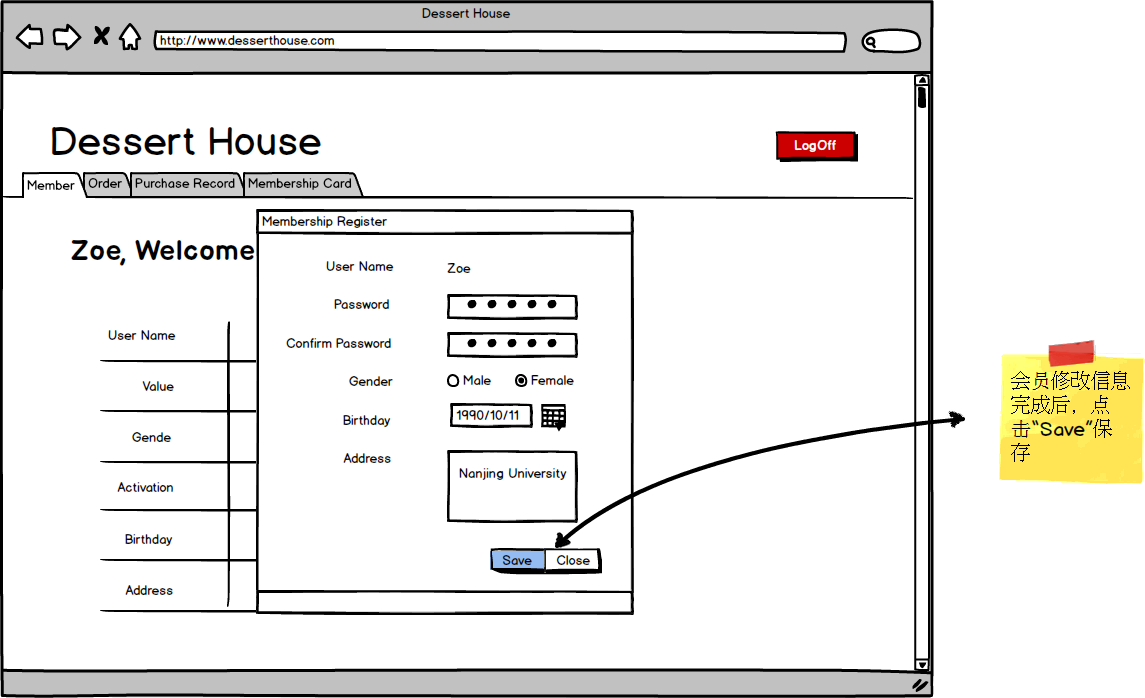 Dessert House
http://www.desserthouse.com
Dessert House
LogOff
Member
Order
Purchase Record
Membership Card
Zoe, Welcome
User Name
Value
Gende
Activation
Birthday
Address
Membership Register
User Name
Zoe
Password
Confirm Password
Gender
Male
Female
Birthday
1990/10/11
Address
Nanjing University
Save
Close
会员修改信息
完成后，点
击“Save”保
存